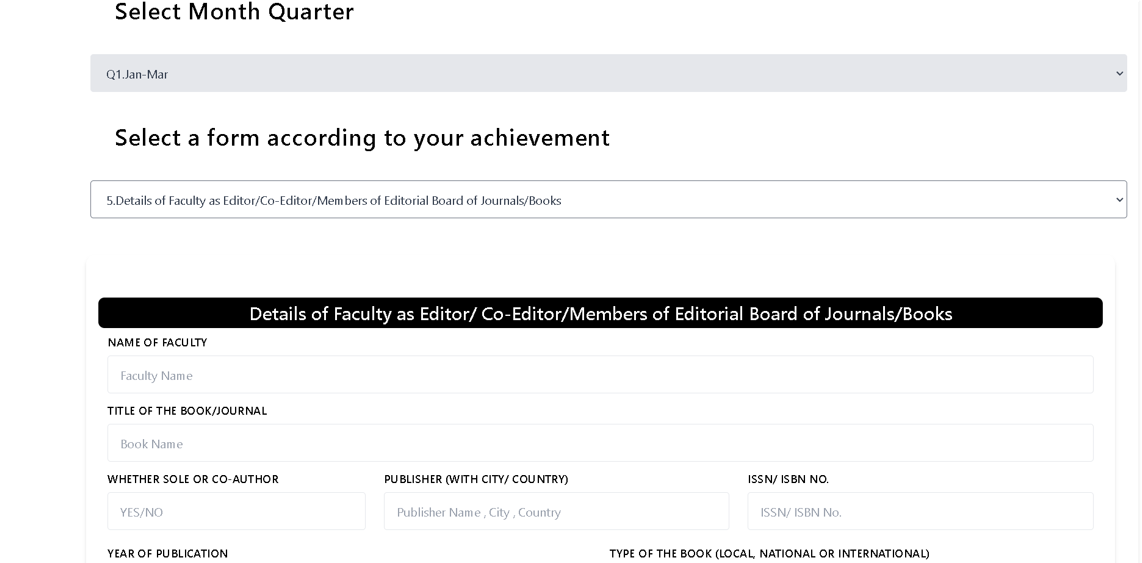 Select Month Quarter
Q1.Jan-Mar
Select a form according to your achievement
5.Details of Faculty as Editor/Co-Editor/Members of Editorial Board of Journals/Books
Details of Faculty as Editor/ Co-Editor/Members of Editorial Board of Journals/Books
NAME OF FACULTY
Faculty Name
TITLE OF THE BOOK/JOURNAL
Book Name
WHETHER SOLE OR CO-AUTHOR PUBLISHER (WITH CITY/ COUNTRY) ISSN/ ISBN NO.
YES/NO Publisher Name , City , Country ISSN/ ISBN No.
YEAR OF PUBLICATION TYPE OF THE BOOK (LOCAL, NATIONAL OR INTERNATIONAL)